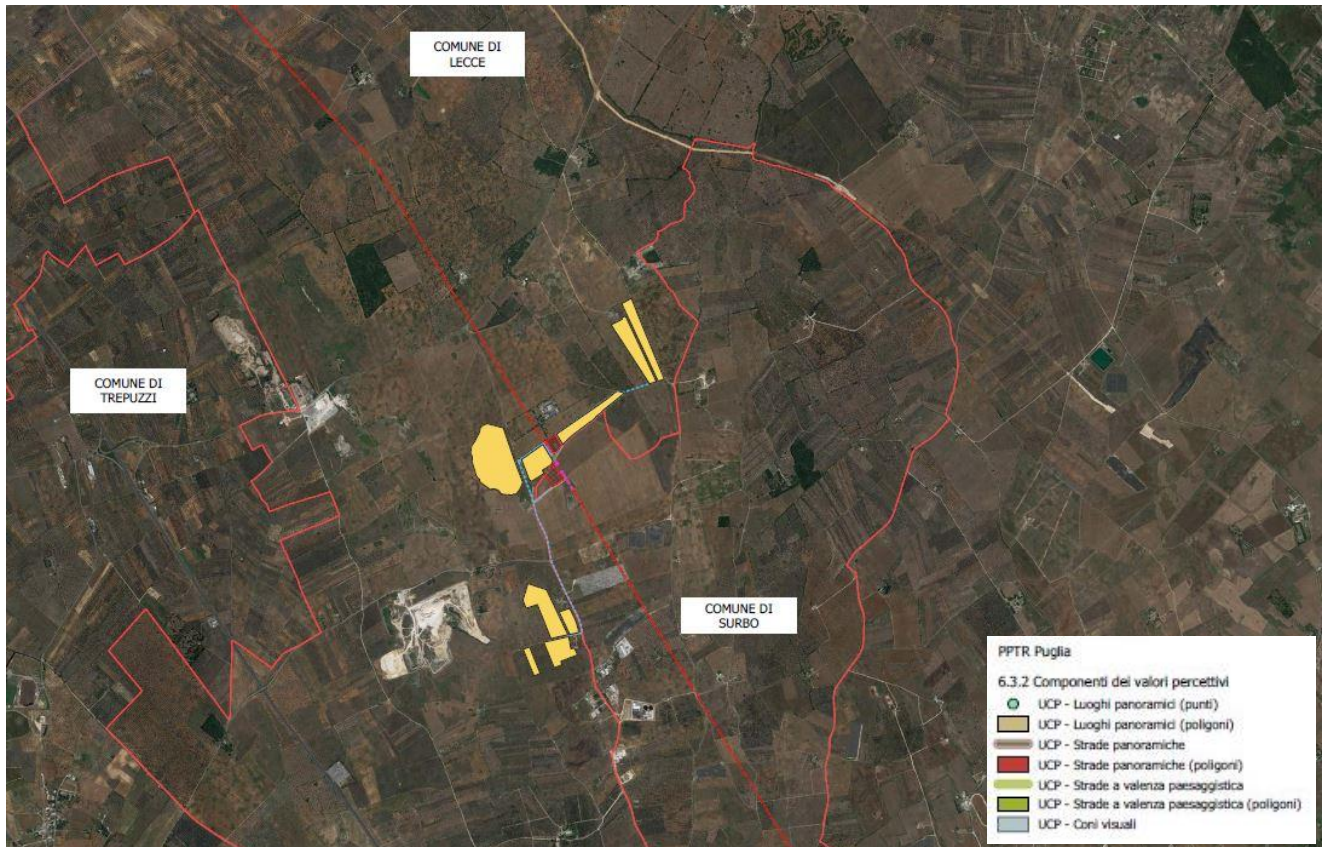 COMUNE DI
LECCE
COMUNE DI
TREPUZZI
COMUNE DI
SURBO
PPTR Puglia
6.3.2 Componenti dei valori percettivi
UCP - Luoghi panoramici (punti)
UCP - Luoghi panoramici (poligoni)
UCP - Strade panoramiche
UCP - Strade panoramiche (poligoni)
UCP - Strade a valenza paesaggistica
UCP - Strade a valenza paesaggistica (poligoni)
UCP - Coni visuali